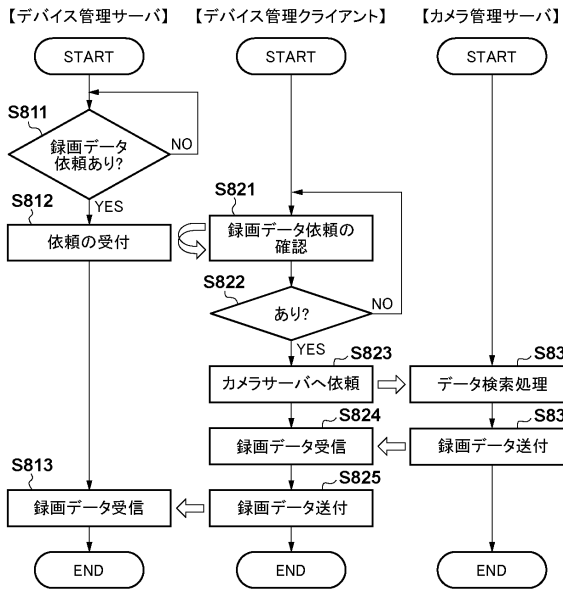 【デバイス管理サーバ】
【デバイス管理クライアント】
【カメラ管理サーバ】
START
START
START
S811
録画データ
依頼あり?
NO
YES
S812
依頼の受付
S821
録画データ依頼の
確認
S822
あり?
NO
YES
S823
カメラサーバへ依頼
S83
データ検索処理
S824
録画データ受信
S83
録画データ送付
S813
録画データ受信
S825
録画データ送付
END
END
END